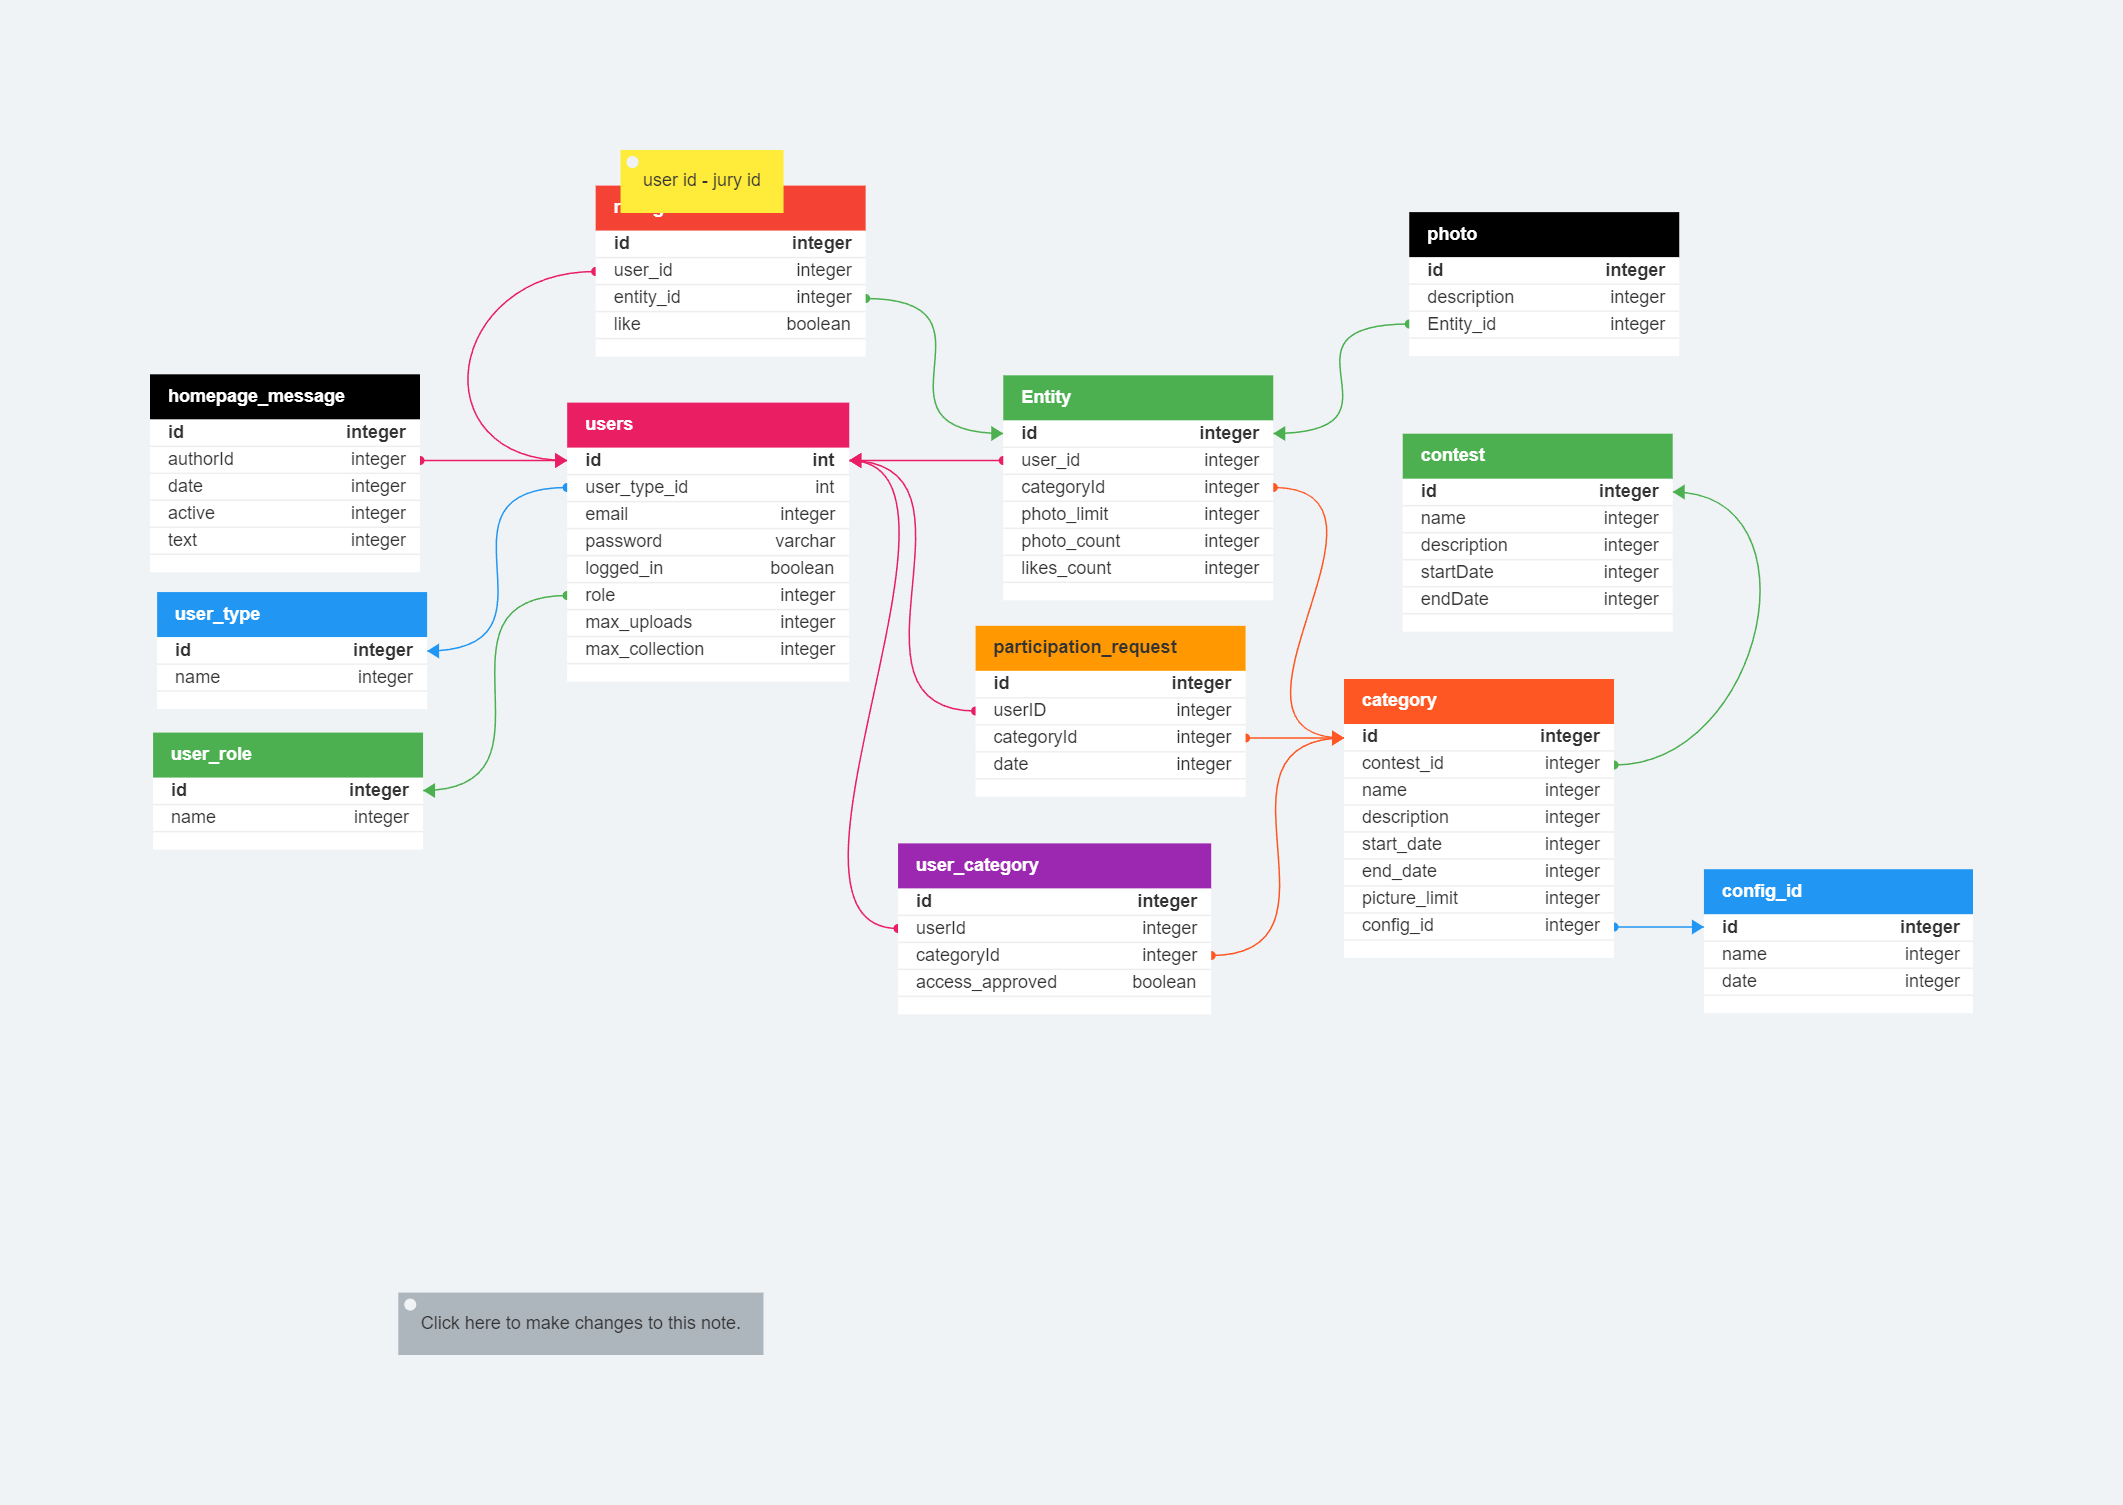 user id - jury id
id integer
user_id integer
entity_id integer
like boolean
photo
id integer
description integer
Entity_id integer
homepage_message
id integer
authorId integer
date integer
active integer
text integer
users
id int
user_type_id int
email integer
password varchar
logged_in boolean
role integer
max_uploads integer
max_collection integer
Entity
id integer
user_id integer
categoryId integer
photo_limit integer
photo_count integer
likes_count integer
contest
id integer
name integer
description integer
startDate integer
endDate integer
user_type
id integer
name integer
participation_request
id integer
userID integer
categoryId integer
date integer
category
id integer
contest_id integer
name integer
description integer
start_date integer
end_date integer
picture_limit integer
config_id integer
user_role
id integer
name integer
user_category
id integer
userId integer
categoryId integer
access_approved boolean
config_id
id integer
name integer
date integer
Click here to make changes to this note.